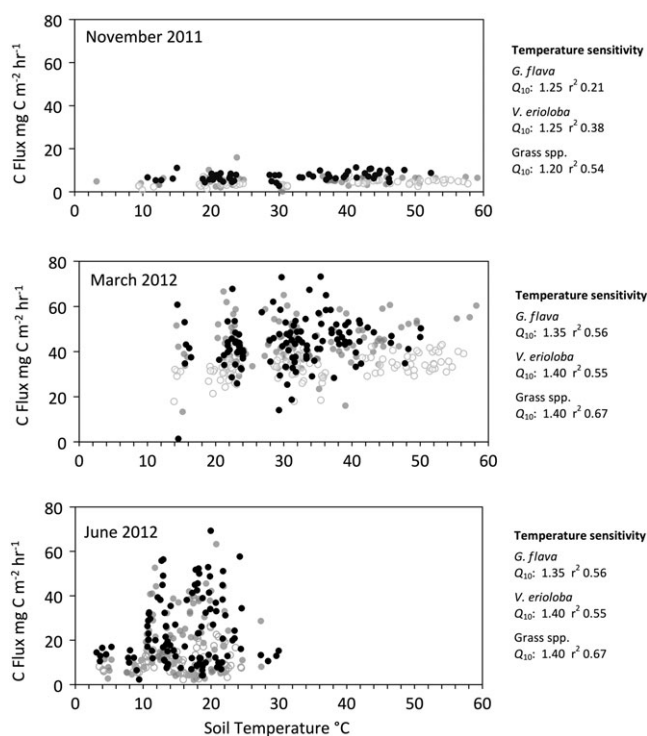 November 2011
C Flux mg C m⁻² hr⁻¹
80
60
40
20
0
0 10 20 30 40 50 60
Temperature sensitivity
G. flava
Q₁₀: 1.25 r² 0.21
V. erioloba
Q₁₀: 1.25 r² 0.38
Grass spp.
Q₁₀: 1.20 r² 0.54
March 2012
C Flux mg C m⁻² hr⁻¹
80
60
40
20
0
0 10 20 30 40 50 60
Temperature sensitivity
G. flava
Q₁₀: 1.35 r² 0.56
V. erioloba
Q₁₀: 1.40 r² 0.55
Grass spp.
Q₁₀: 1.40 r² 0.67
June 2012
C Flux mg C m⁻² hr⁻¹
80
60
40
20
0
0 10 20 30 40 50 60
Soil Temperature °C
Temperature sensitivity
G. flava
Q₁₀: 1.35 r² 0.56
V. erioloba
Q₁₀: 1.40 r² 0.55
Grass spp.
Q₁₀: 1.40 r² 0.67